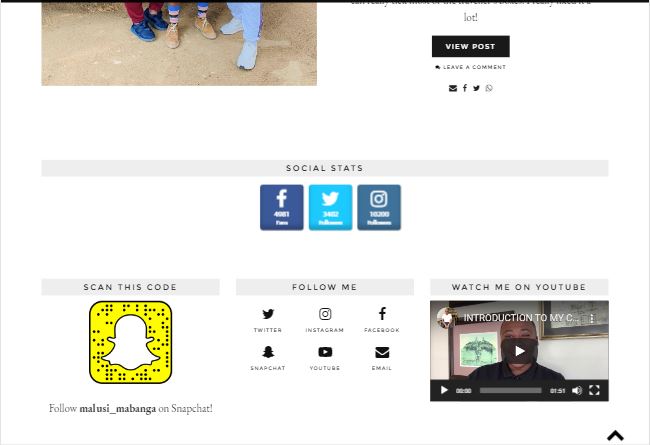 lot!
VIEW POST
LEAVE A COMMENT
SOCIAL STATS
4981
Fans
3402
Followers
10200
Followers
SCAN THIS CODE
FOLLOW ME
WATCH ME ON YOUTUBE
TWITTER
INSTAGRAM
FACEBOOK
SNAPCHAT
YOUTUBE
EMAIL
INTRODUCTION TO MY C...
00:00
01:51
Follow malusi_mabanga on Snapchat!